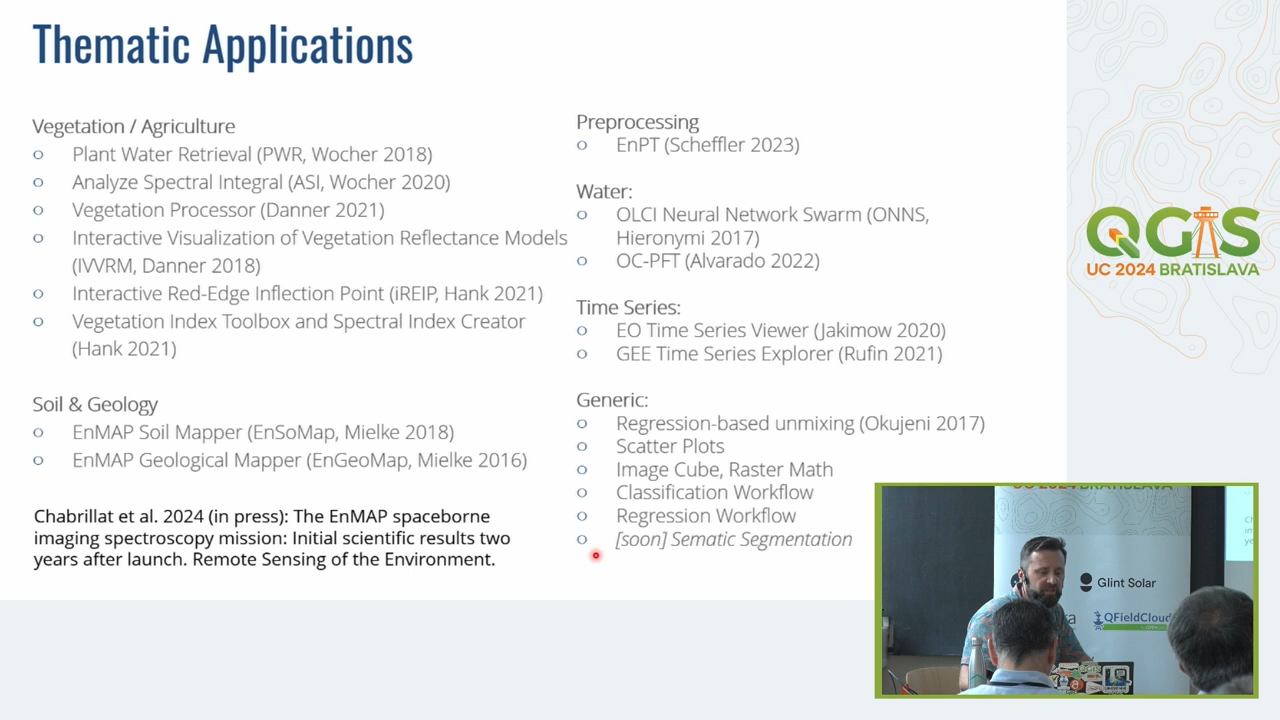 Thematic Applications
Vegetation / Agriculture
Plant Water Retrieval (PWR, Wocher 2018)
Analyze Spectral Integral (ASI, Wocher 2020)
Vegetation Processor (Danner 2021)
Interactive Visualization of Vegetation Reflectance Models
(IVVRM, Danner 2018)
Interactive Red-Edge Inflection Point (iREIP, Hank 2021)
Vegetation Index Toolbox and Spectral Index Creator
(Hank 2021)
Soil & Geology
EnMAP Soil Mapper (EnSoMap, Mielke 2018)
EnMAP Geological Mapper (EnGeoMap, Mielke 2016)
Chabrillat et al. 2024 (in press): The EnMAP spaceborne
imaging spectroscopy mission: Initial scientific results two
years after launch. Remote Sensing of the Environment.
Preprocessing
EnPT (Scheffler 2023)
Water:
OLCI Neural Network Swarm (ONNS,
Hieronymi 2017)
OC-PFT (Alvarado 2022)
Time Series:
EO Time Series Viewer (Jakimow 2020)
GEE Time Series Explorer (Rufin 2021)
Generic:
Regression-based unmixing (Okujeni 2017)
Scatter Plots
Image Cube, Raster Math
Classification Workflow
Regression Workflow
[soon] Sematic Segmentation
QGIS
UC 2024 BRATISLAVA
UC 2024 BRATISLAVA
Glint Solar
QFieldCloud